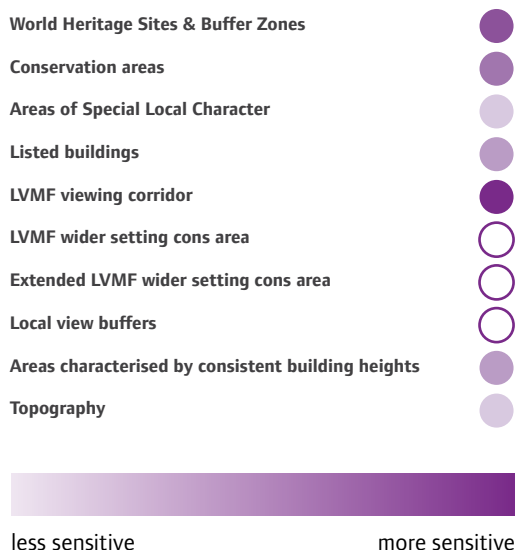 World Heritage Sites & Buffer Zones
Conservation areas
Areas of Special Local Character
Listed buildings
LVMF viewing corridor
LVMF wider setting cons area
Extended LVMF wider setting cons area
Local view buffers
Areas characterised by consistent building heights
Topography
less sensitive more sensitive